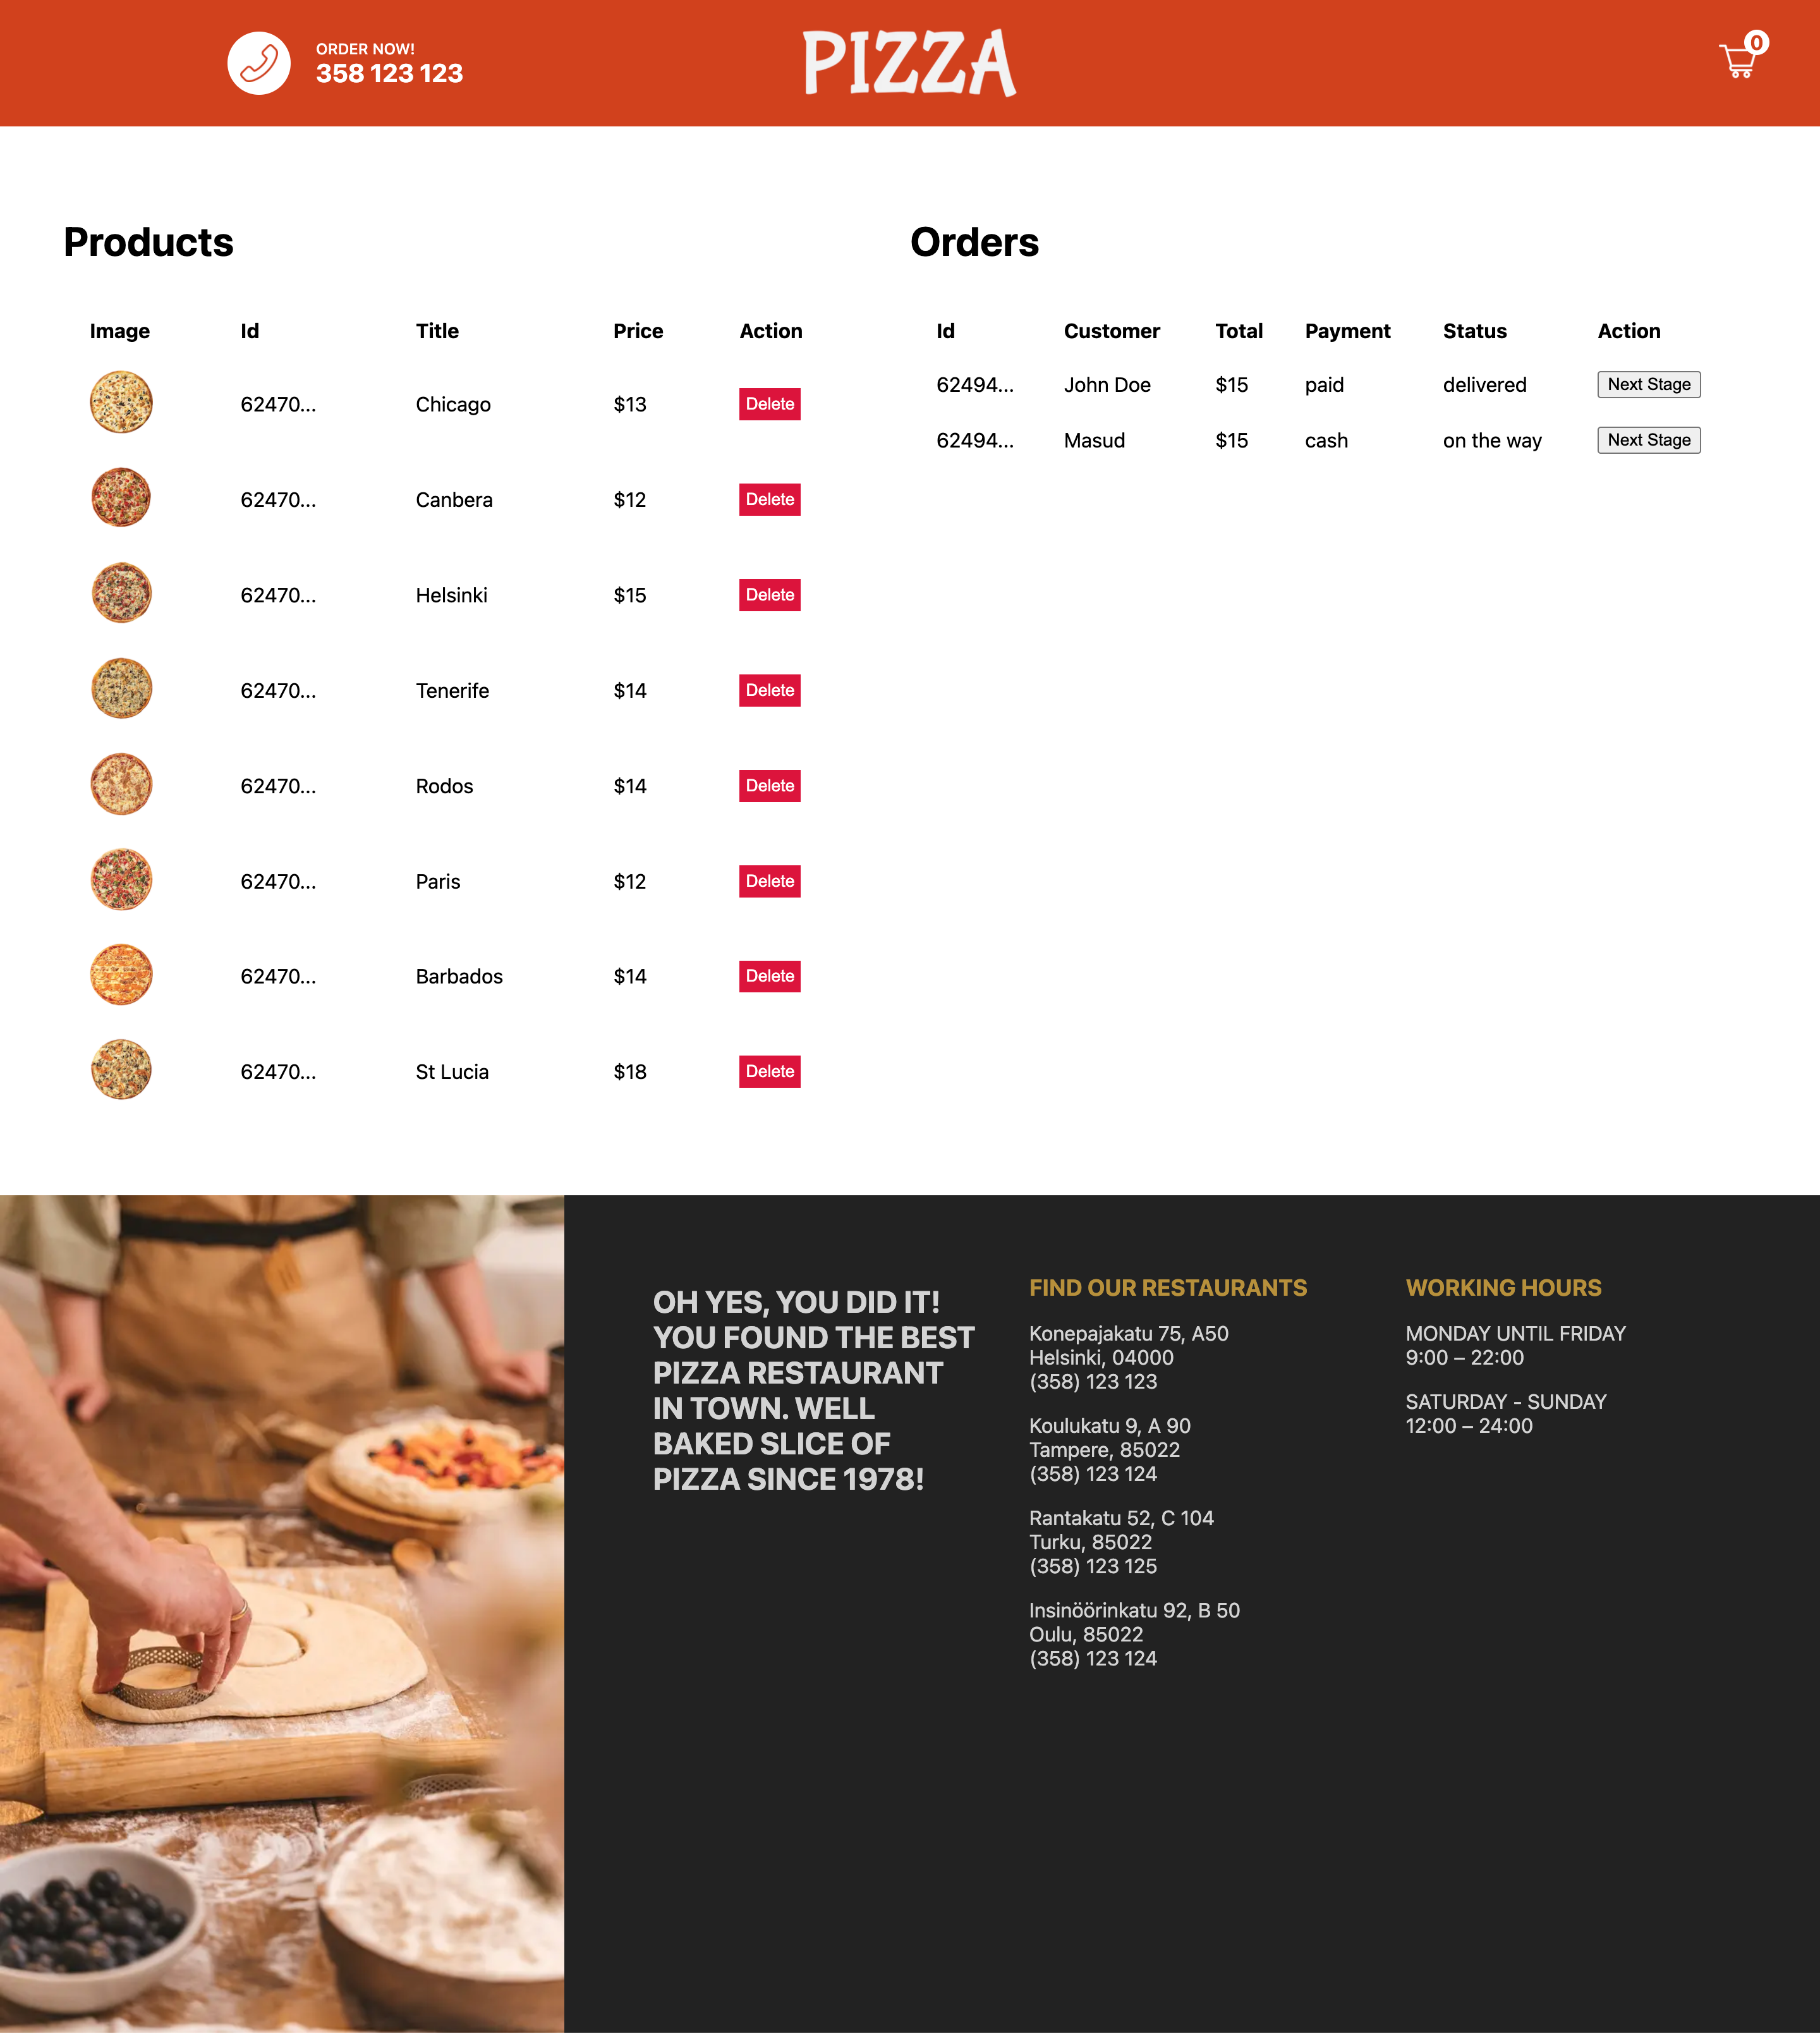 ORDER NOW!
358 123 123
PIZZA
0
Products
Image Id Title Price Action
62470... Chicago $13 Delete
62470... Canbera $12 Delete
62470... Helsinki $15 Delete
62470... Tenerife $14 Delete
62470... Rodos $14 Delete
62470... Paris $12 Delete
62470... Barbados $14 Delete
62470... St Lucia $18 Delete
Orders
Id Customer Total Payment Status Action
62494... John Doe $15 paid delivered Next Stage
62494... Masud $15 cash on the way Next Stage
OH YES, YOU DID IT!
YOU FOUND THE BEST
PIZZA RESTAURANT
IN TOWN. WELL
BAKED SLICE OF
PIZZA SINCE 1978!
FIND OUR RESTAURANTS
Konepajakatu 75, A50
Helsinki, 04000
(358) 123 123
Koulukatu 9, A 90
Tampere, 85022
(358) 123 124
Rantakatu 52, C 104
Turku, 85022
(358) 123 125
Insinöörinkatu 92, B 50
Oulu, 85022
(358) 123 124
WORKING HOURS
MONDAY UNTIL FRIDAY
9:00 – 22:00
SATURDAY - SUNDAY
12:00 – 24:00